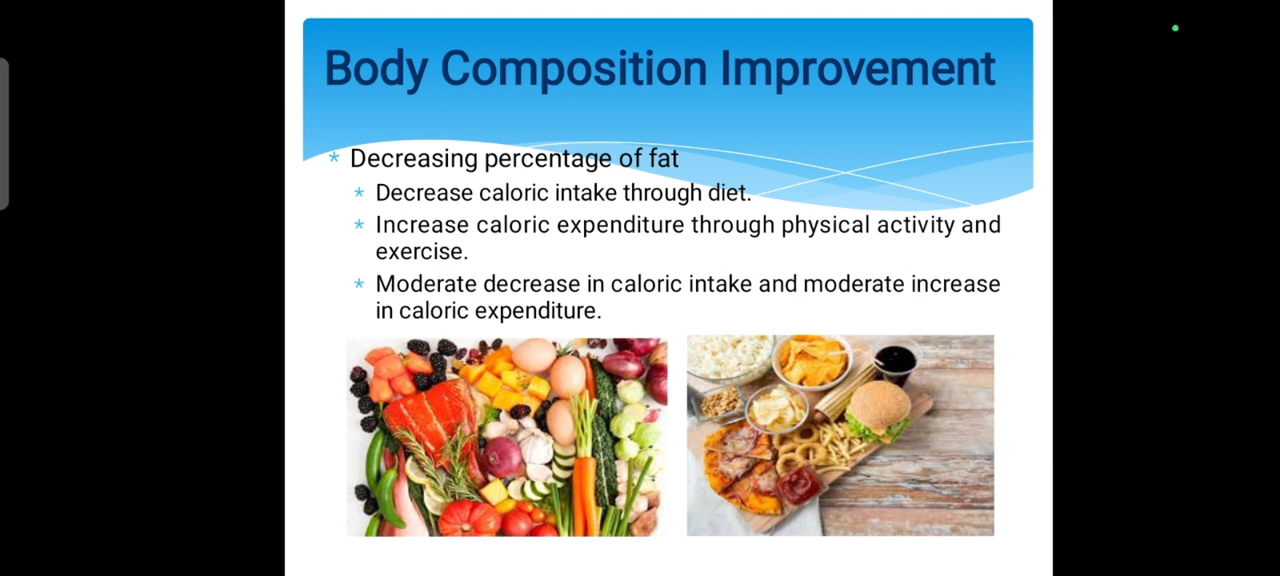 Body Composition Improvement
* Decreasing percentage of fat
* Decrease caloric intake through diet.
* Increase caloric expenditure through physical activity and
exercise.
* Moderate decrease in caloric intake and moderate increase
in caloric expenditure.